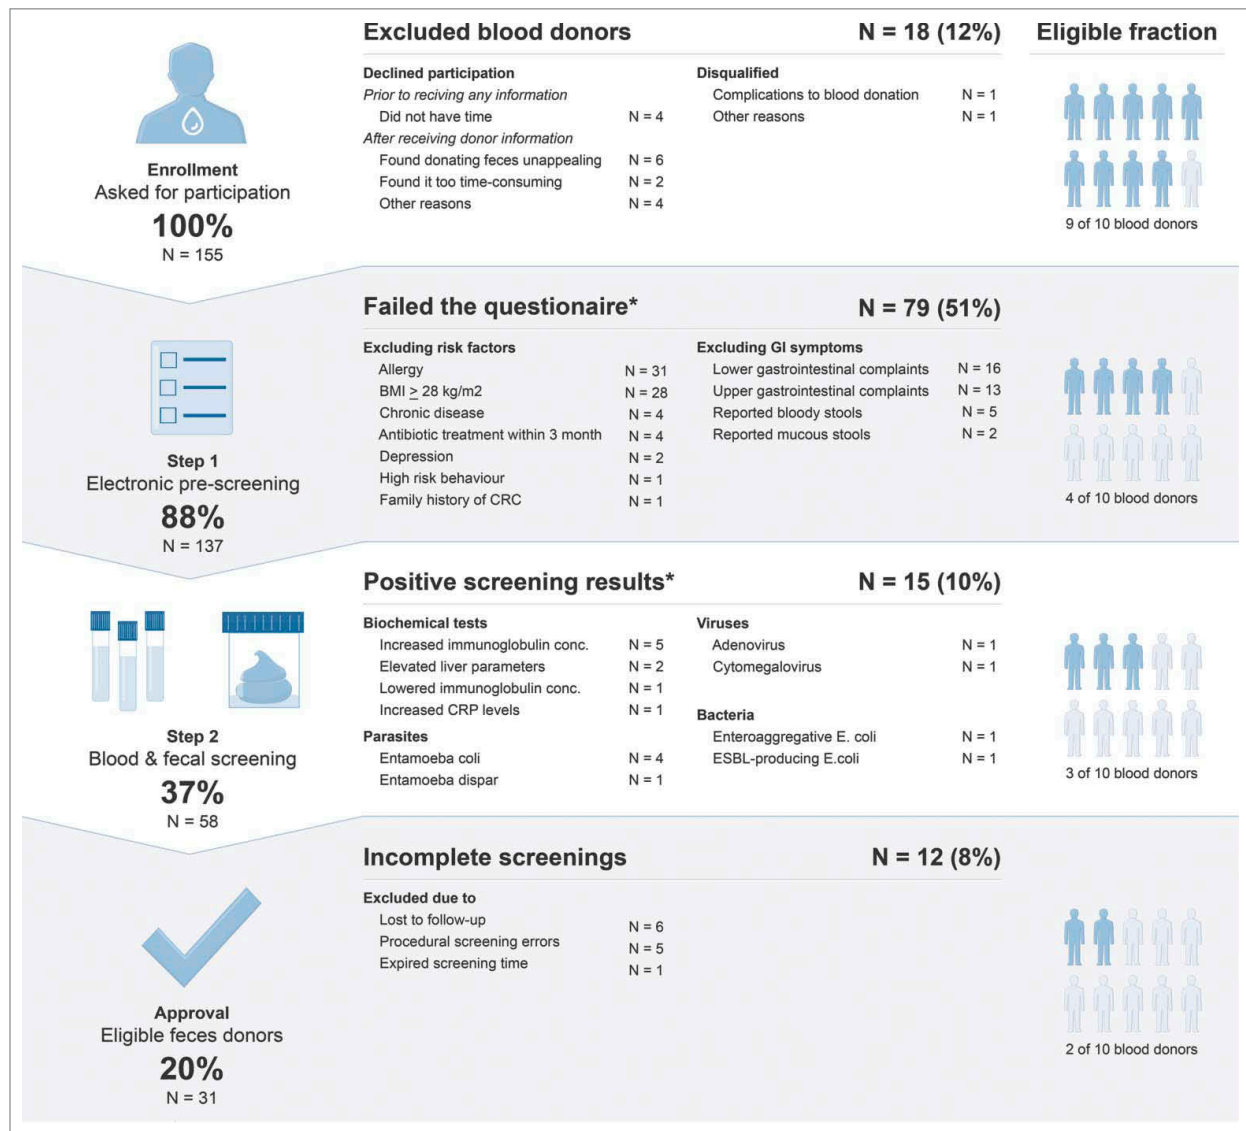 Excluded blood donors N = 18 (12%) Eligible fraction
Declined participation
Prior to reciving any information
Did not have time N = 4
After receiving donor information
Found donating feces unappealing N = 6
Found it too time-consuming N = 2
Other reasons N = 4
Disqualified
Complications to blood donation N = 1
Other reasons N = 1
9 of 10 blood donors
Enrollment
Asked for participation
100%
N = 155
Failed the questionaire* N = 79 (51%)
Excluding risk factors
Allergy N = 31
BMI ≥ 28 kg/m2 N = 28
Chronic disease N = 4
Antibiotic treatment within 3 month N = 4
Depression N = 2
High risk behaviour N = 1
Family history of CRC N = 1
Excluding GI symptoms
Lower gastrointestinal complaints N = 16
Upper gastrointestinal complaints N = 13
Reported bloody stools N = 5
Reported mucous stools N = 2
4 of 10 blood donors
Step 1
Electronic pre-screening
88%
N = 137
Positive screening results* N = 15 (10%)
Biochemical tests
Increased immunoglobulin conc. N = 5
Elevated liver parameters N = 2
Lowered immunoglobulin conc. N = 1
Increased CRP levels N = 1
Parasites
Entamoeba coli N = 4
Entamoeba dispar N = 1
Viruses
Adenovirus N = 1
Cytomegalovirus N = 1
Bacteria
Enteroaggregative E. coli N = 1
ESBL-producing E.coli N = 1
3 of 10 blood donors
Step 2
Blood & fecal screening
37%
N = 58
Incomplete screenings N = 12 (8%)
Excluded due to
Lost to follow-up N = 6
Procedural screening errors N = 5
Expired screening time N = 1
2 of 10 blood donors
Approval
Eligible feces donors
20%
N = 31